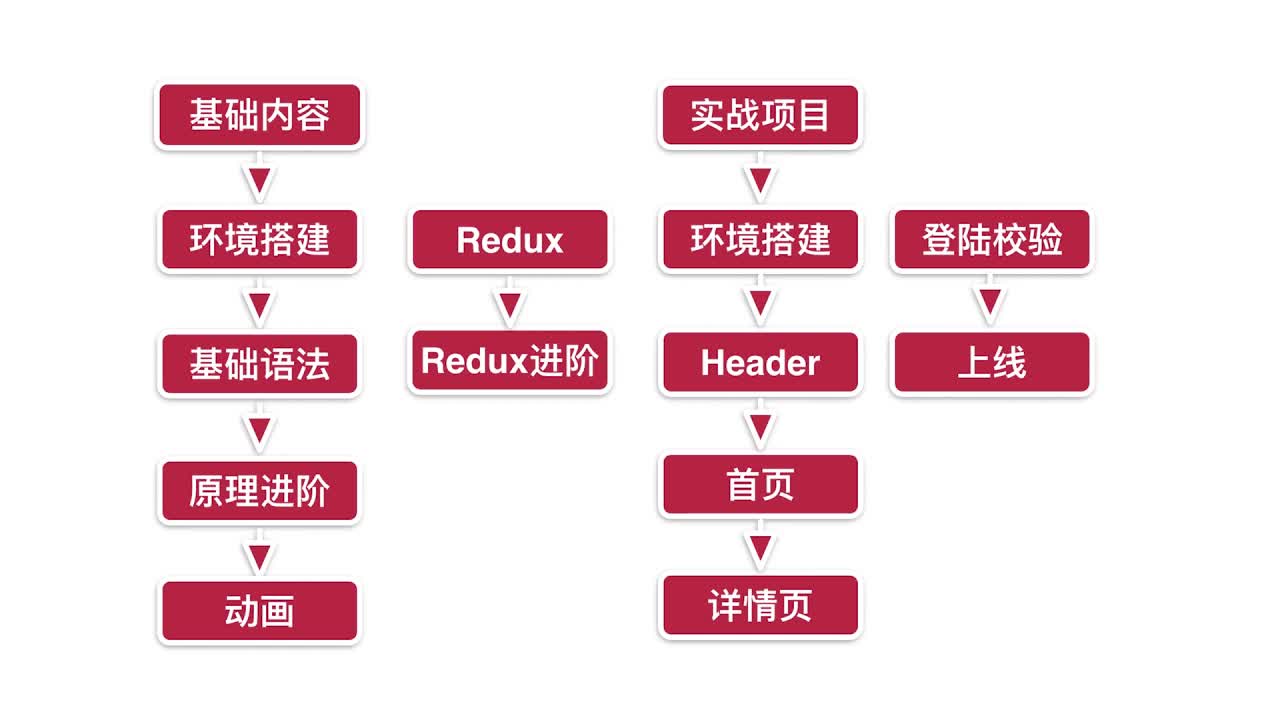 基础内容
环境搭建
基础语法
原理进阶
动画
Redux
Redux进阶
实战项目
环境搭建
Header
首页
详情页
登陆校验
上线